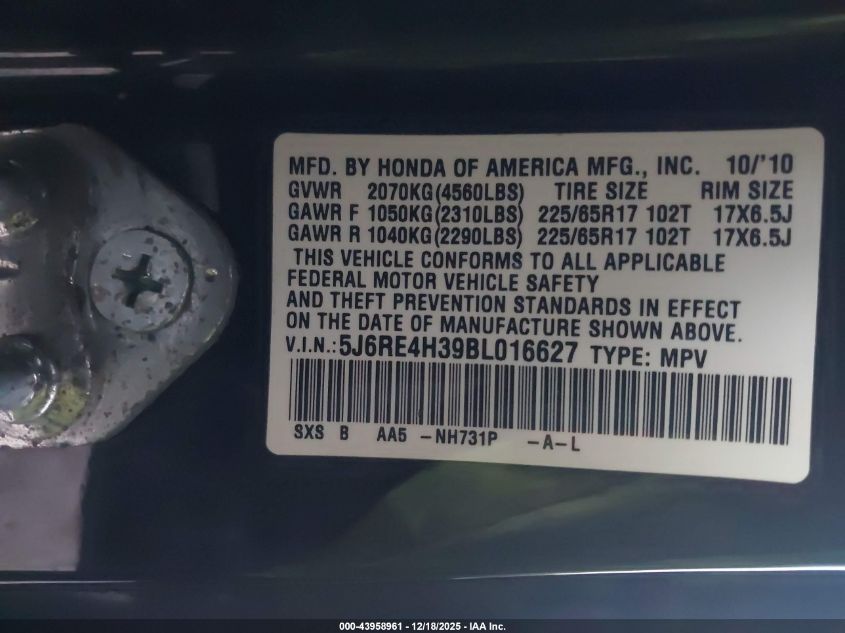 MFD. BY HONDA OF AMERICA MFG., INC. 10/'10
GVWR 2070KG(4560LBS) TIRE SIZE RIM SIZE
GAWR F 1050KG(2310LBS) 225/65R17 102T 17X6.5J
GAWR R 1040KG(2290LBS) 225/65R17 102T 17X6.5J
THIS VEHICLE CONFORMS TO ALL APPLICABLE
FEDERAL MOTOR VEHICLE SAFETY
AND THEFT PREVENTION STANDARDS IN EFFECT
ON THE DATE OF MANUFACTURE SHOWN ABOVE.
V.I.N.:5J6RE4H39BL016627 TYPE: MPV
SXS B AA5 -NH731P -A-L
000-43958961 - 12/18/2025 - IAA Inc.